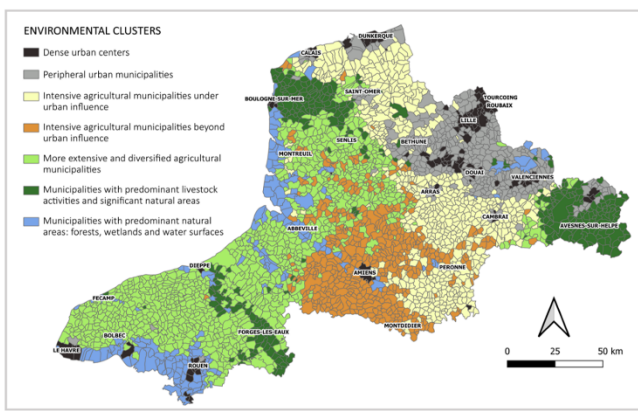 ENVIRONMENTAL CLUSTERS
Dense urban centers
Peripheral urban municipalities
Intensive agricultural municipalities under
urban influence
Intensive agricultural municipalities beyond
urban influence
More extensive and diversified agricultural
municipalities
Municipalities with predominant livestock
activities and significant natural areas
Municipalities with predominant natural
areas: forests, wetlands and water surfaces
DUNKERQUE
CALAIS
SAINT-OMER
BOULOGNE-SUR-MER
TOURCOING
ROUBAIX
LILLE
SENLIS
BETHUNE
MONTREUIL
DOUAI
VALENCIENNES
ARRAS
CAMBRAI
AVESNES-SUR-HELPE
ABBEVILLE
DIEPPE
AMIENS
PERONNE
FECAMP
MONTDIDIER
BOLBEC
FORGES-LES-EAUX
LE HAVRE
ROUEN
0 25 50 km